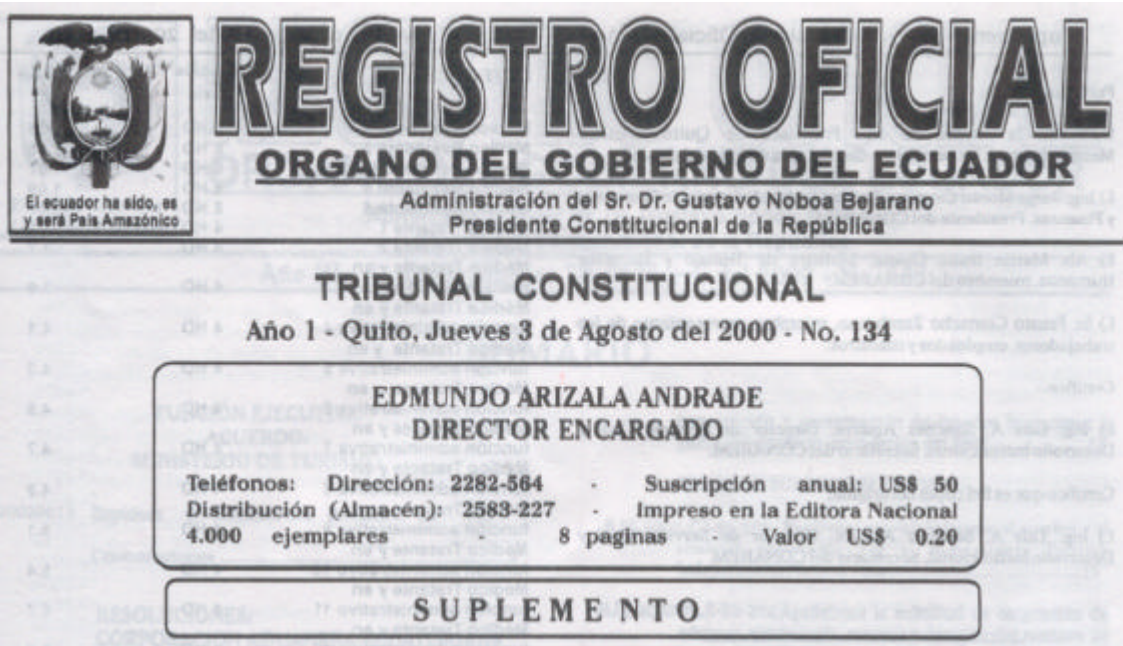 REGISTRO OFICIAL
ORGANO DEL GOBIERNO DEL ECUADOR
El ecuador ha sido, es
y será País Amazónico
Administración del Sr. Dr. Gustavo Noboa Bejarano
Presidente Constitucional de la República
TRIBUNAL CONSTITUCIONAL
Año 1 - Quito, Jueves 3 de Agosto del 2000 - No. 134
EDMUNDO ARIZALA ANDRADE
DIRECTOR ENCARGADO
Teléfonos: Dirección: 2282-564 - Suscripción anual: US$ 50
Distribución (Almacén): 2583-227 - Impreso en la Editora Nacional
4.000 ejemplares - 8 paginas Valor US$ 0.20
SUPLEMENTO